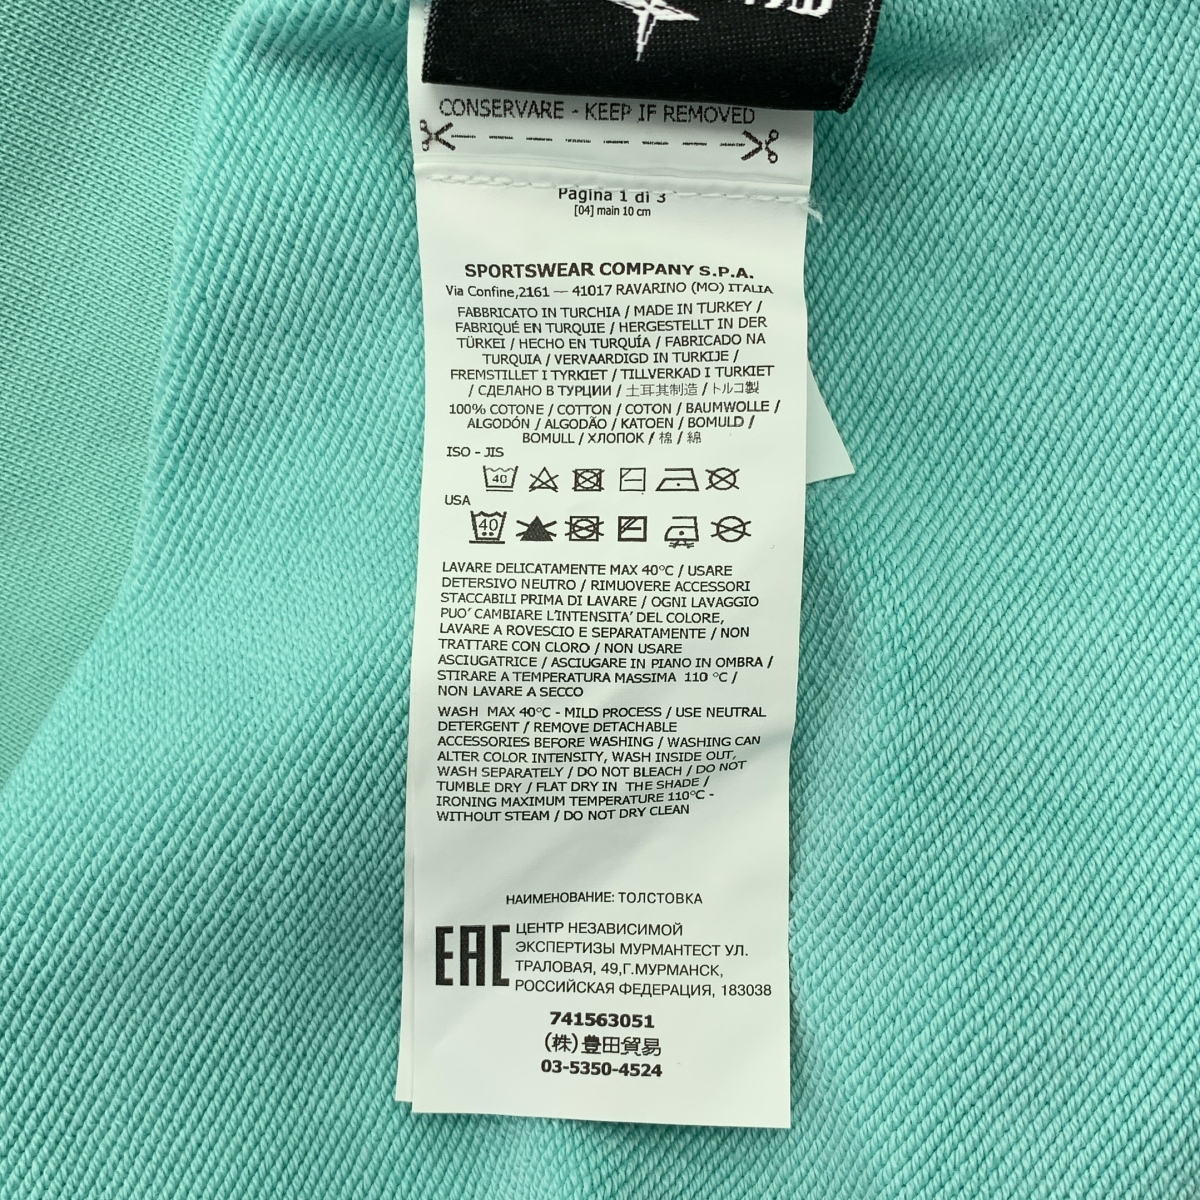 CONSERVARE - KEEP IF REMOVED
Pagina 1 di 3
[04] main 10 cm
SPORTSWEAR COMPANY S.P.A.
Via Confine,2161 — 41017 RAVARINO (MO) ITALIA
FABBRICATO IN TURCHIA / MADE IN TURKEY /
FABRIQUÉ EN TURQUIE / HERGESTELLT IN DER
TÜRKEI / HECHO EN TURQUÍA / FABRICADO NA
TURQUIA / VERVAARDIGD IN TURKIJE /
FREMSTILLET I TYRKIET / TILLVERKAD I TURKIET
/ СДЕЛАНО В ТУРЦИИ / 土耳其制造 / トルコ製
100% COTONE / COTTON / COTON / BAUMWOLLE /
ALGODÓN / ALGODÃO / KATOEN / BOMULD /
BOMULL / ХЛОПОК / 棉 / 綿
ISO - JIS
40
USA
40
LAVARE DELICATAMENTE MAX 40°C / USARE
DETERSIVO NEUTRO / RIMUOVERE ACCESSORI
STACCABILI PRIMA DI LAVARE / OGNI LAVAGGIO
PUO' CAMBIARE L'INTENSITA' DEL COLORE,
LAVARE A ROVESCIO E SEPARATAMENTE / NON
TRATTARE CON CLORO / NON USARE
ASCIUGATRICE / ASCIUGARE IN PIANO IN OMBRA /
STIRARE A TEMPERATURA MASSIMA 110 °C /
NON LAVARE A SECCO
WASH MAX 40°C - MILD PROCESS / USE NEUTRAL
DETERGENT / REMOVE DETACHABLE
ACCESSORIES BEFORE WASHING / WASHING CAN
ALTER COLOR INTENSITY, WASH INSIDE OUT,
WASH SEPARATELY / DO NOT BLEACH / DO NOT
TUMBLE DRY / FLAT DRY IN THE SHADE /
IRONING MAXIMUM TEMPERATURE 110°C -
WITHOUT STEAM / DO NOT DRY CLEAN
НАИМЕНОВАНИЕ: ТОЛСТОВКА
EAC
ЦЕНТР НЕЗАВИСИМОЙ
ЭКСПЕРТИЗЫ МУРМАНТЕСТ УЛ.
ТРАЛОВАЯ, 49,Г.МУРМАНСК,
РОССИЙСКАЯ ФЕДЕРАЦИЯ, 183038
741563051
(株)豊田貿易
03-5350-4524